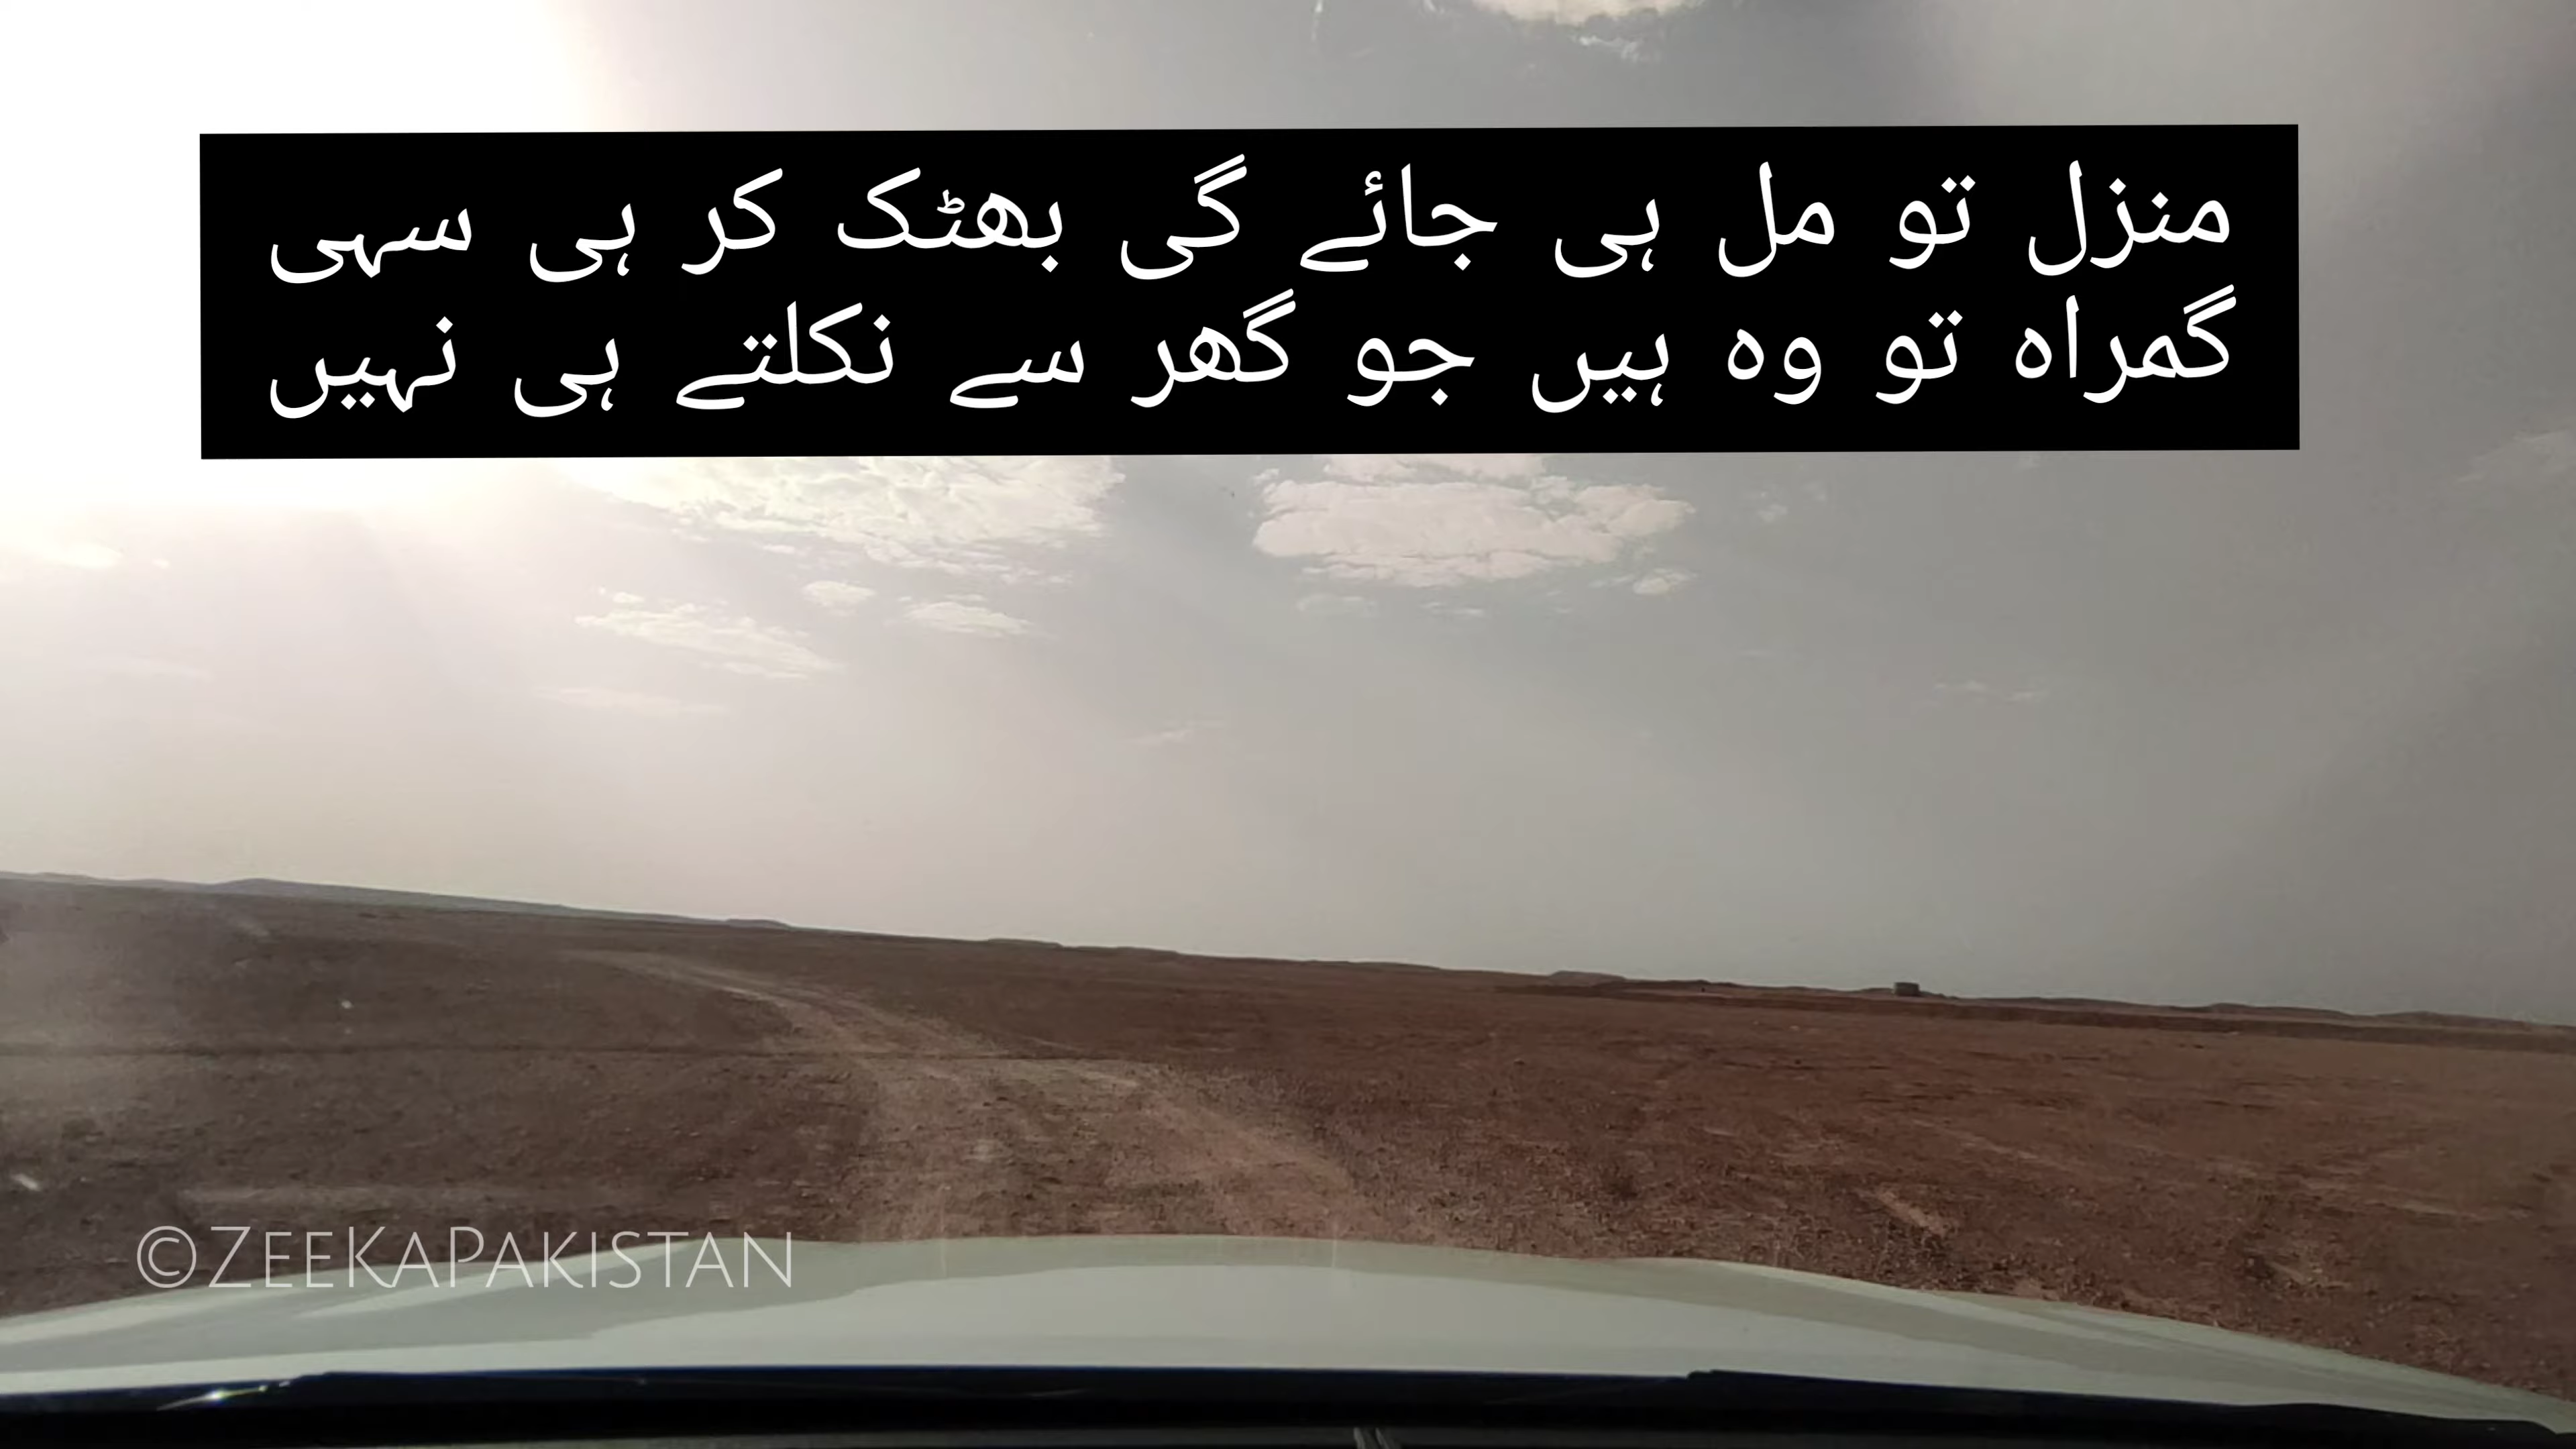 منزل تو مل ہی جائے گی بھٹک کر ہی سہی
گمراہ تو وہ ہیں جو گھر سے نکلتے ہی نہیں
©ZEEKAPAKISTAN